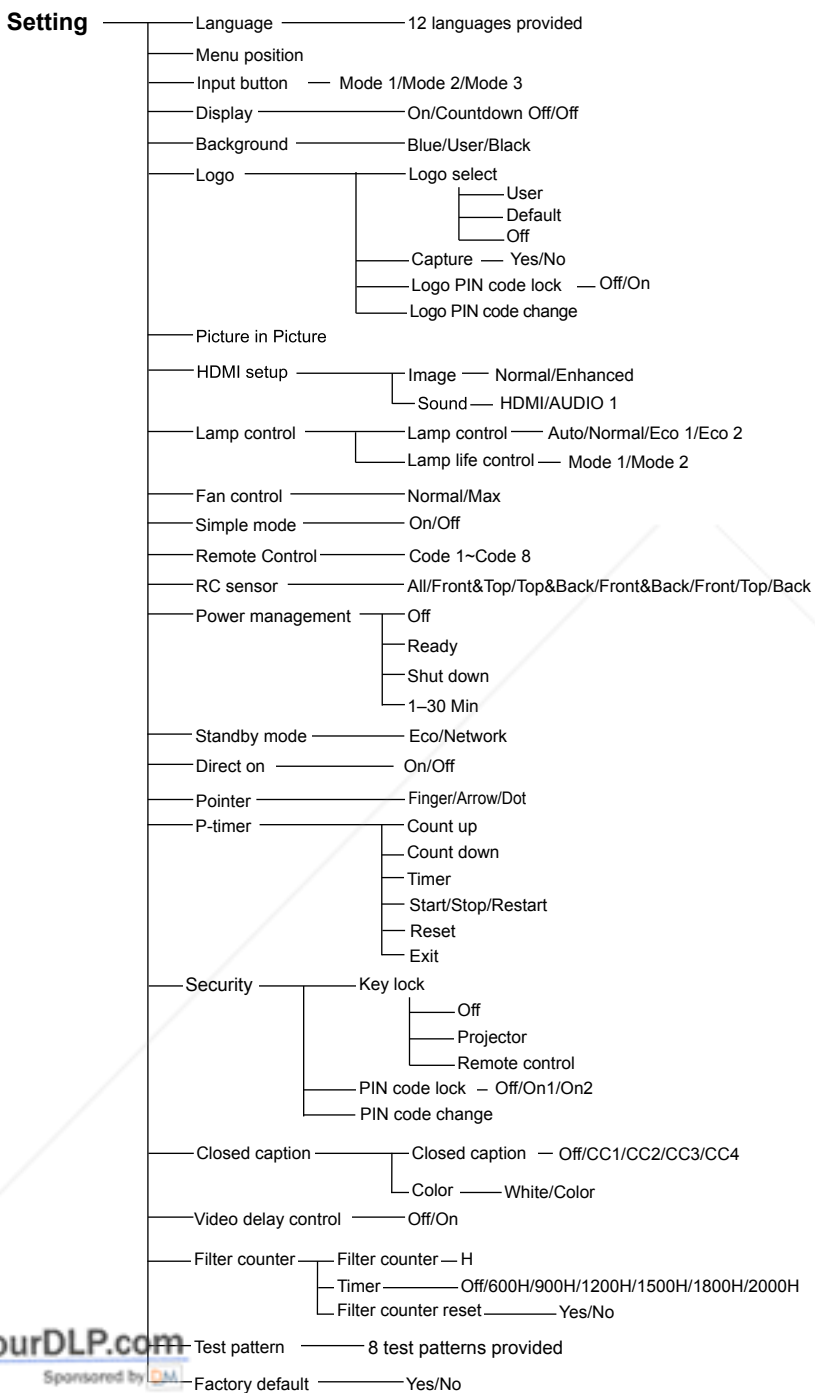 Setting
Language 12 languages provided
Menu position
Input button Mode 1/Mode 2/Mode 3
Display On/Countdown Off/Off
Background Blue/User/Black
Logo Logo select
User
Default
Off
Capture Yes/No
Logo PIN code lock Off/On
Logo PIN code change
Picture in Picture
HDMI setup Image Normal/Enhanced
Sound HDMI/AUDIO 1
Lamp control Lamp control Auto/Normal/Eco 1/Eco 2
Lamp life control Mode 1/Mode 2
Fan control Normal/Max
Simple mode On/Off
Remote Control Code 1~Code 8
RC sensor All/Front&Top/Top&Back/Front&Back/Front/Top/Back
Power management Off
Ready
Shut down
1–30 Min
Standby mode Eco/Network
Direct on On/Off
Pointer Finger/Arrow/Dot
P-timer Count up
Count down
Timer
Start/Stop/Restart
Reset
Exit
Security Key lock
Off
Projector
Remote control
PIN code lock Off/On1/On2
PIN code change
Closed caption Closed caption Off/CC1/CC2/CC3/CC4
Color White/Color
Video delay control Off/On
Filter counter Filter counter H
Timer Off/600H/900H/1200H/1500H/1800H/2000H
Filter counter reset Yes/No
ourDLP.com
Test pattern 8 test patterns provided
Sponsored by DM
Factory default Yes/No